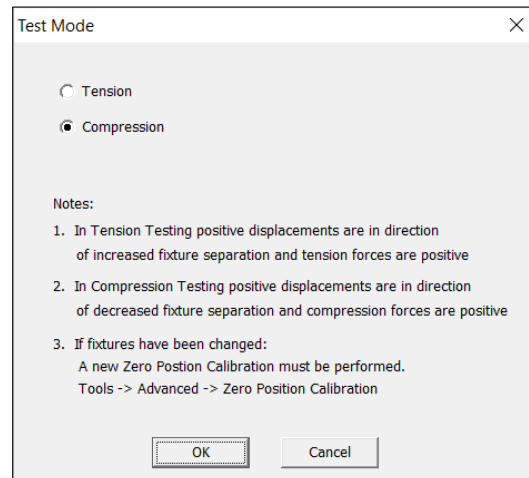 Test Mode
Tension
Compression
Notes:
1. In Tension Testing positive displacements are in direction
of increased fixture separation and tension forces are positive
2. In Compression Testing positive displacements are in direction
of decreased fixture separation and compression forces are positive
3. If fixtures have been changed:
A new Zero Postion Calibration must be performed.
Tools -> Advanced -> Zero Position Calibration
OK
Cancel